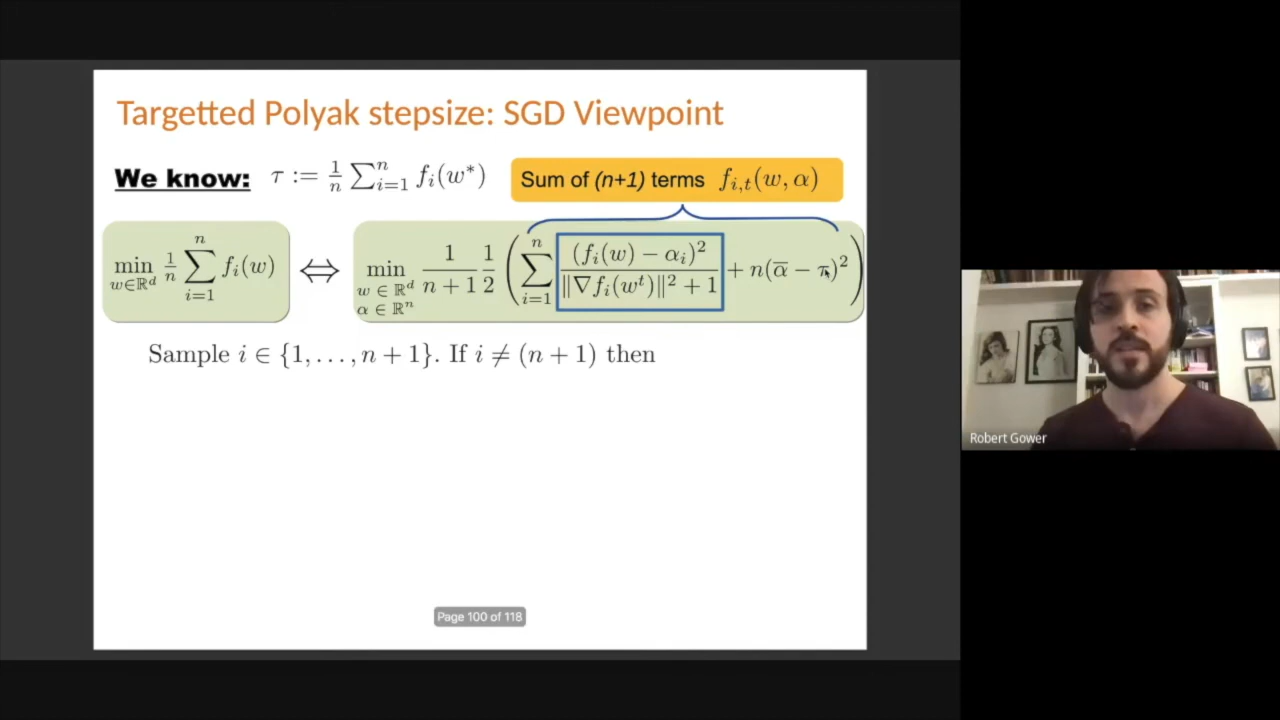 Targetted Polyak stepsize: SGD Viewpoint
We know: τ := 1/n ∑_{i=1}^{n} f_i(w*)
Sum of (n+1) terms f_{i,t}(w, α)
min_{w∈ℝ^d} 1/n ∑_{i=1}^{n} f_i(w) ⟺ min_{w ∈ ℝ^d, α ∈ ℝ^n} 1/(n+1) 1/2 ( ∑_{i=1}^{n} (f_i(w) − α_i)² / (‖∇f_i(w^t)‖² + 1) + n(ᾱ − τ)² )
Sample i ∈ {1, . . . , n + 1}. If i ≠ (n + 1) then
Page 100 of 118
Robert Gower